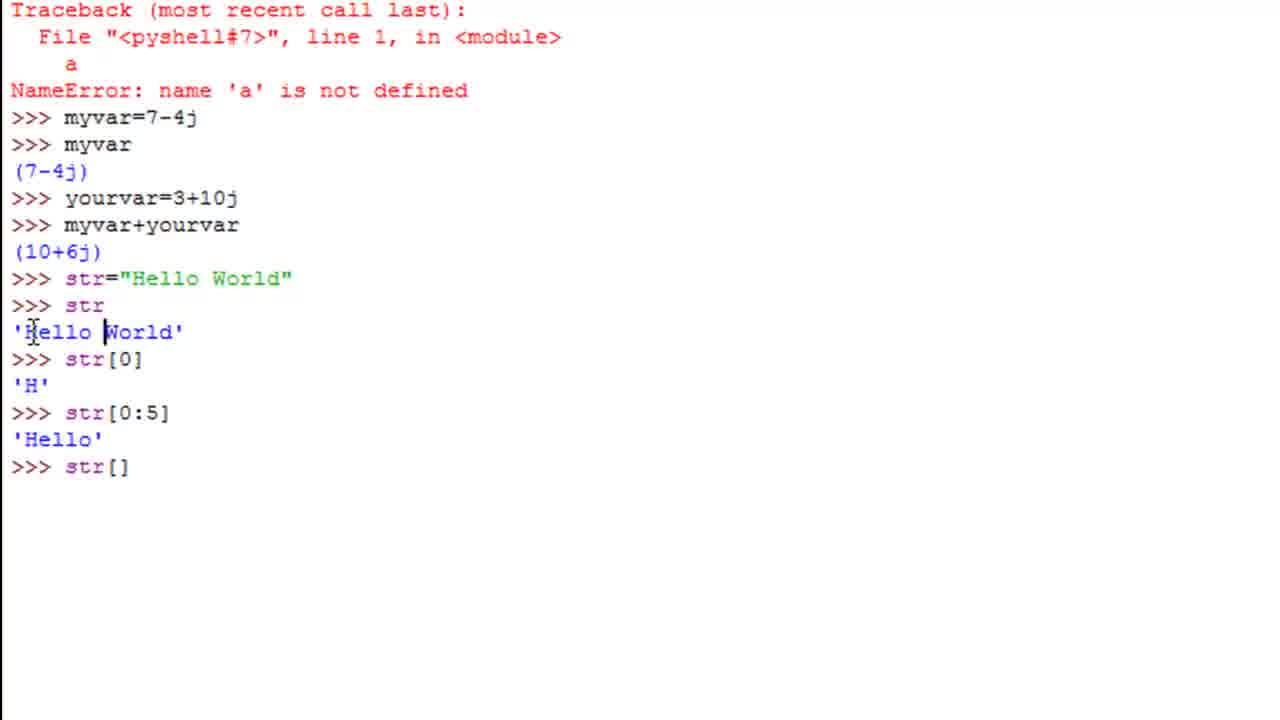 Traceback (most recent call last):
  File "<pyshell#7>", line 1, in <module>
    a
NameError: name 'a' is not defined
>>> myvar=7-4j
>>> myvar
(7-4j)
>>> yourvar=3+10j
>>> myvar+yourvar
(10+6j)
>>> str="Hello World"
>>> str
'Hello World'
>>> str[0]
'H'
>>> str[0:5]
'Hello'
>>> str[]